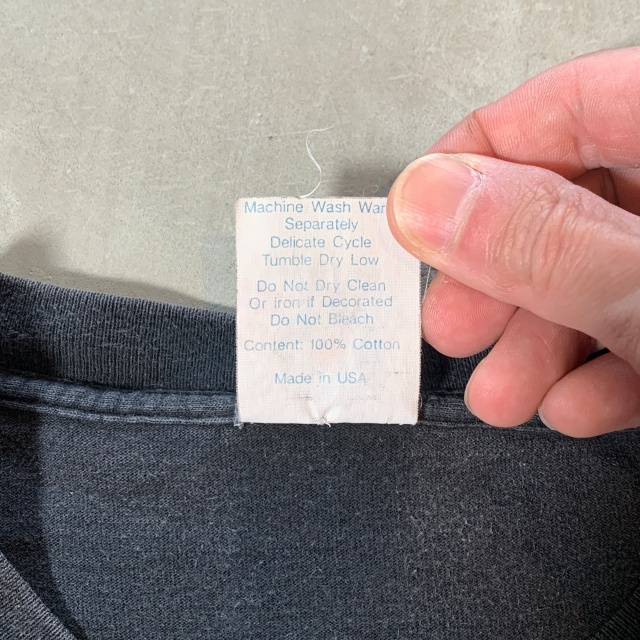 Machine Wash War
Separately
Delicate Cycle
Tumble Dry Low
Do Not Dry Clean
Or iron if Decorated
Do Not Bleach
Content: 100% Cotton
Made in USA